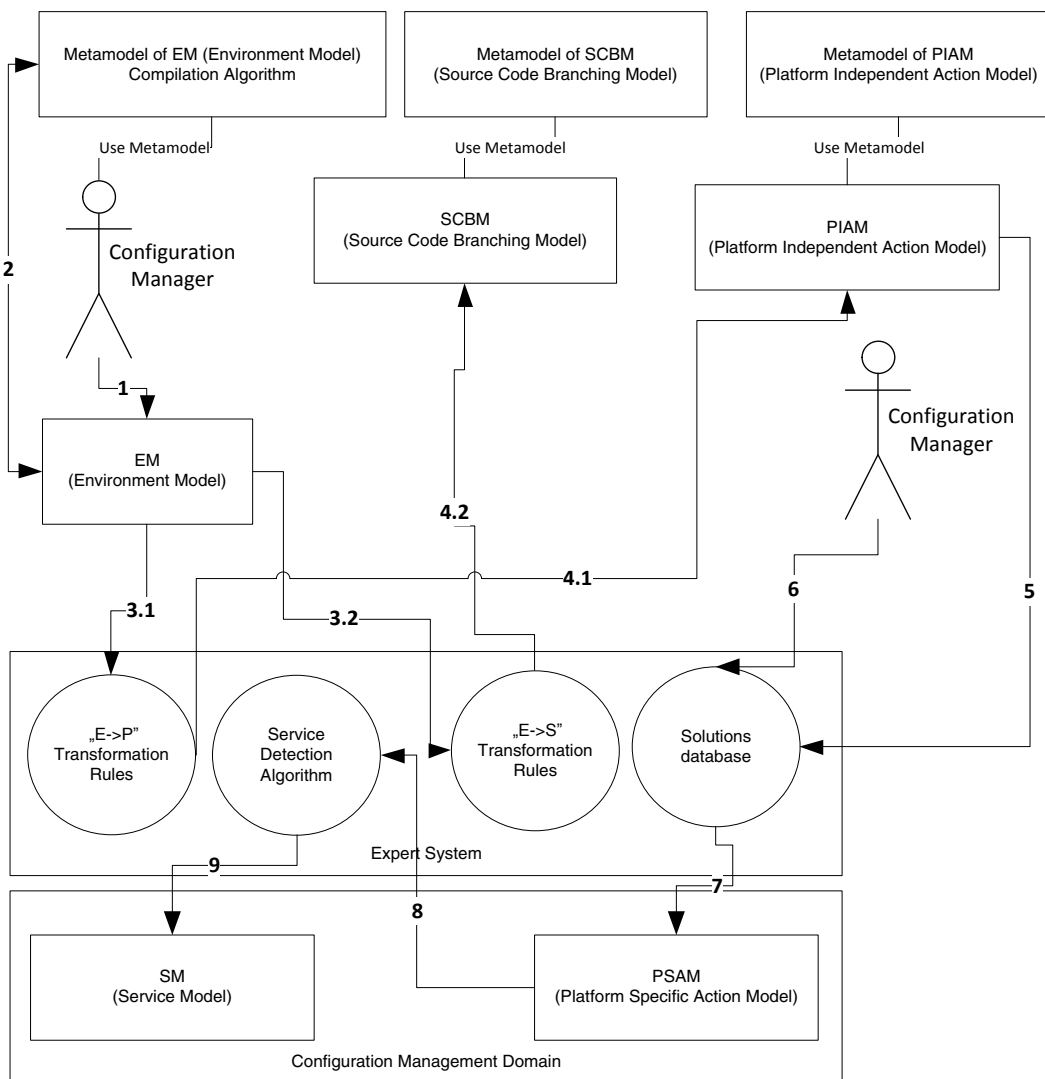 Metamodel of EM (Environment Model)
Compilation Algorithm
Metamodel of SCBM
(Source Code Branching Model)
Metamodel of PIAM
(Platform Independent Action Model)
Use Metamodel
Use Metamodel
Use Metamodel
SCBM
(Source Code Branching Model)
PIAM
(Platform Independent Action Model)
Configuration
Manager
2
1
Configuration
Manager
EM
(Environment Model)
4.2
4.1
6
5
3.1
3.2
„E->P”
Transformation
Rules
Service
Detection
Algorithm
„E->S”
Transformation
Rules
Solutions
database
Expert System
9
7
8
SM
(Service Model)
PSAM
(Platform Specific Action Model)
Configuration Management Domain